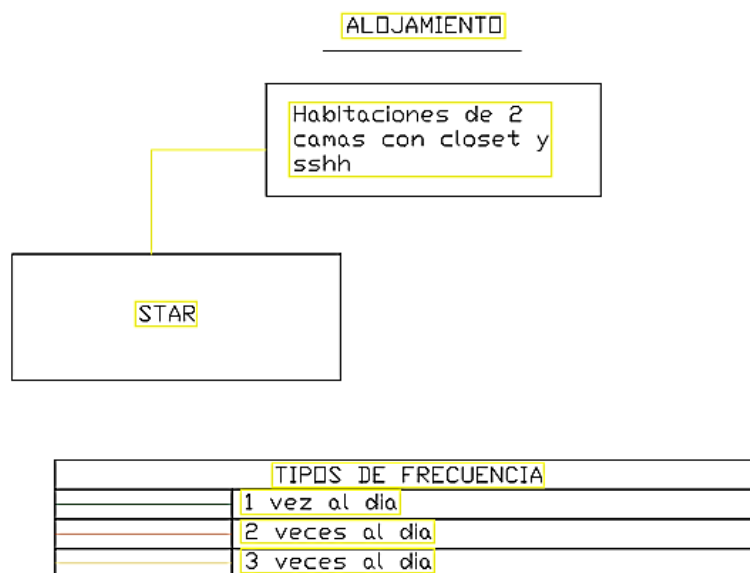 ALOJAMIENTO
Habitaciones de 2
camas con closet y
sshh
STAR
TIPOS DE FRECUENCIA
1 vez al dia
2 veces al dia
3 veces al dia